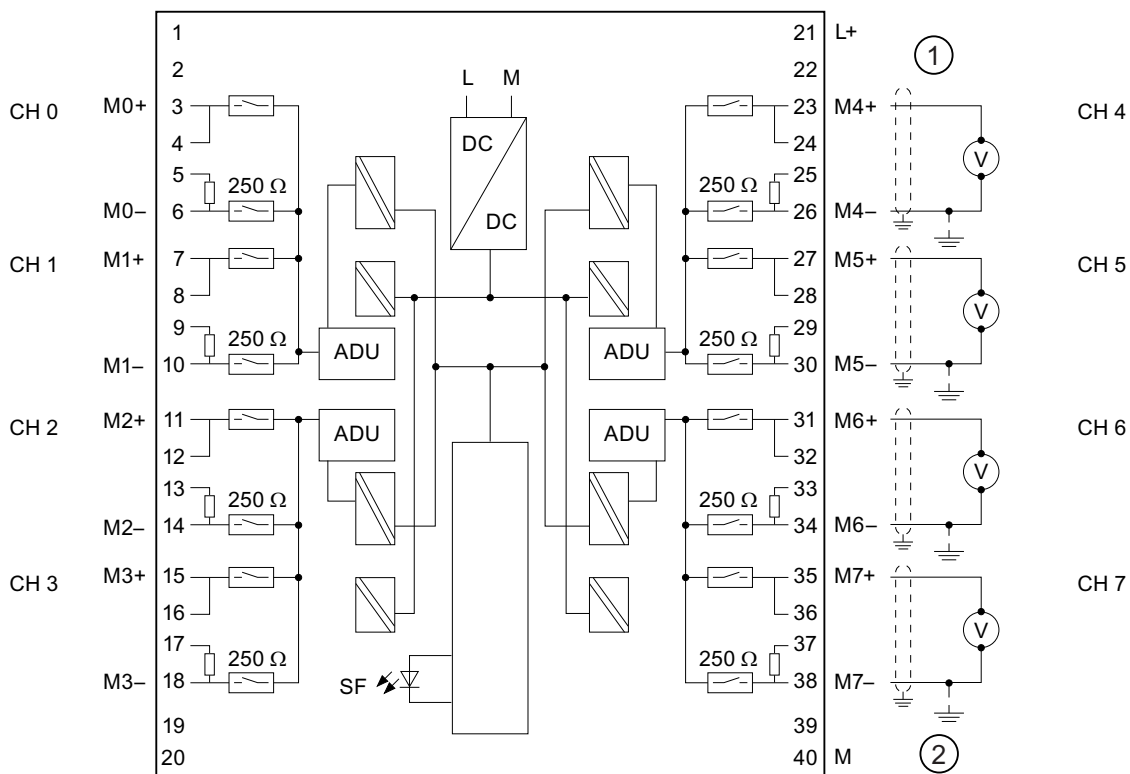 1 21 L+
①
2 22
L M
CH 0 M0+ 3 23 M4+ CH 4
4 24
DC
V
5 25
250 Ω 250 Ω
M0– 6 26 M4–
DC
CH 1 M1+ 7 27 M5+ CH 5
8 28
V
9 29
250 Ω 250 Ω
ADU ADU
M1– 10 30 M5–
CH 2 M2+ 11 31 M6+ CH 6
ADU ADU
12 32
V
13 33
250 Ω 250 Ω
M2– 14 34 M6–
CH 3 M3+ 15 35 M7+ CH 7
16 36
V
17 37
250 Ω 250 Ω
M3– 18 SF 38 M7–
19 39
②
20 40 M